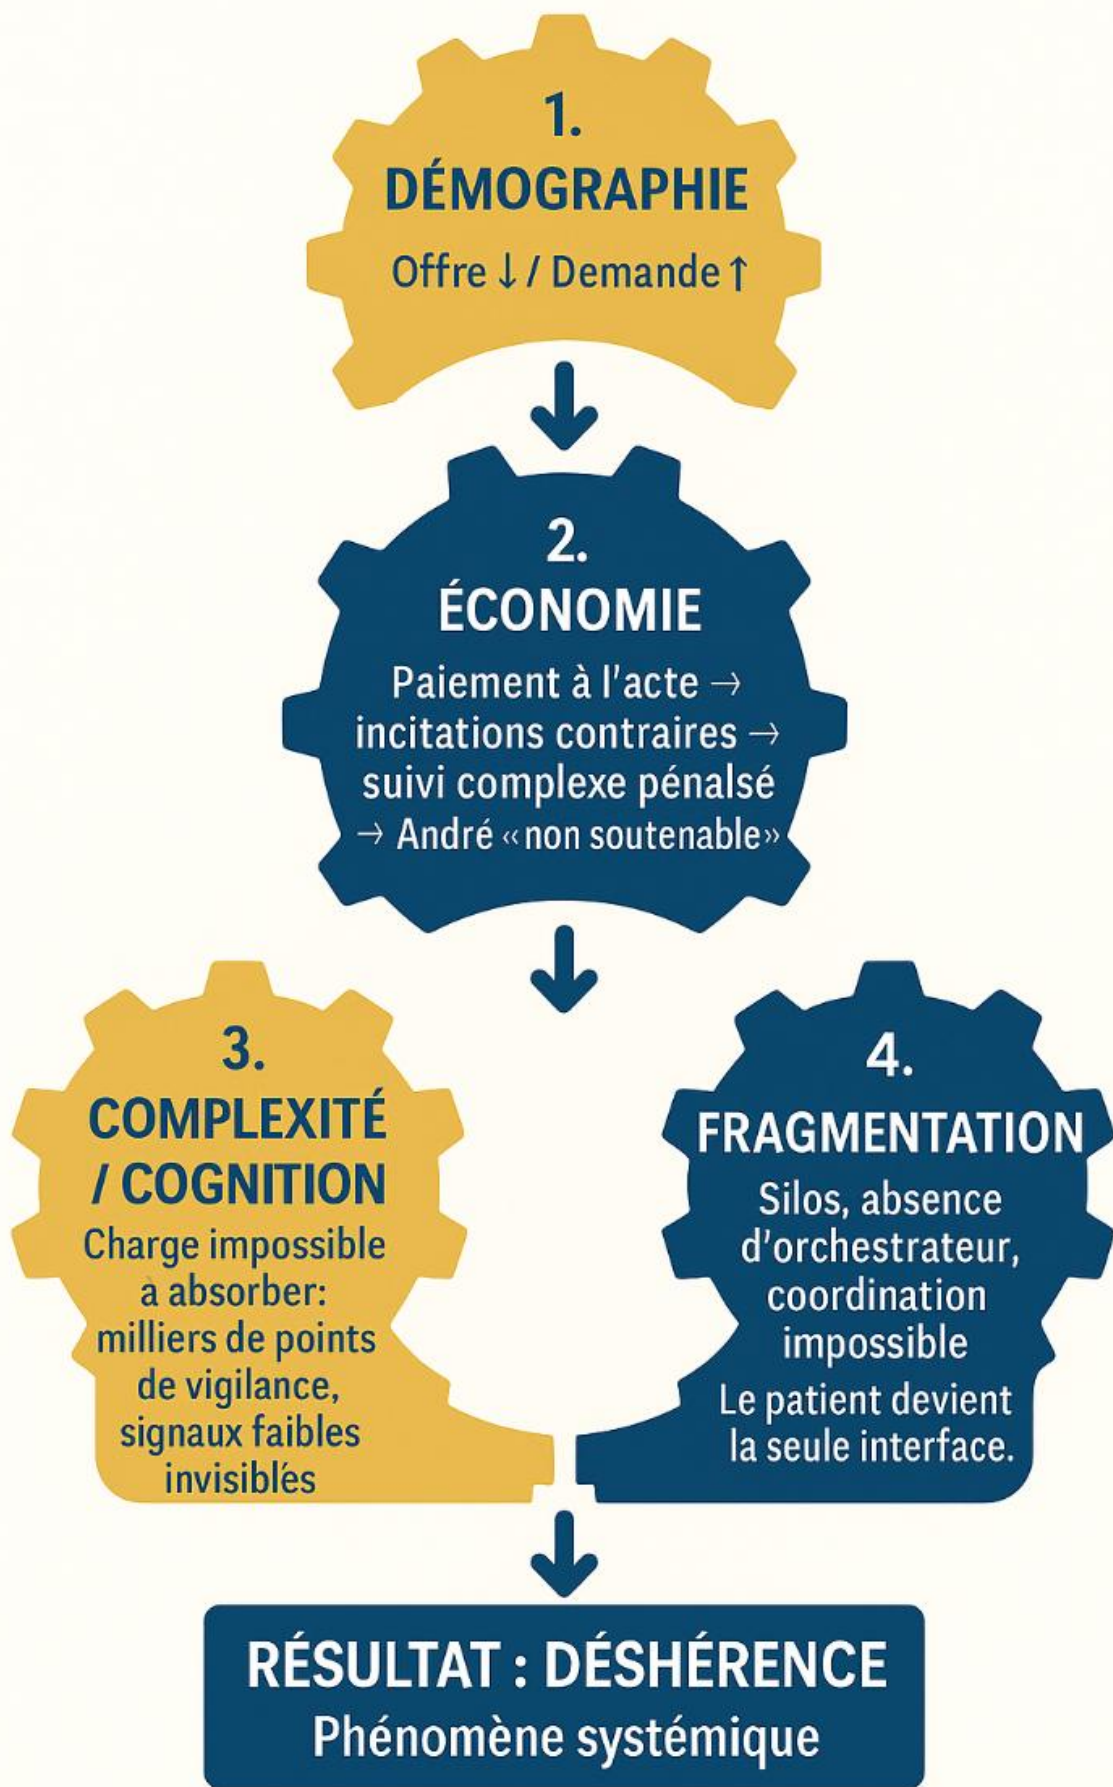 1.
DÉMOGRAPHIE
Offre ↓ / Demande ↑
2.
ÉCONOMIE
Paiement à l'acte →
incitations contraires →
suivi complexe pénalsé
→ André «non soutenable»
3.
COMPLEXITÉ
/ COGNITION
Charge impossible
à absorber:
milliers de points
de vigilance,
signaux faibles
invisiblés
4.
FRAGMENTATION
Silos, absence
d'orchestrateur,
coordination
impossible
Le patient devient
la seule interface.
RÉSULTAT : DÉSHÉRENCE
Phénomène systémique